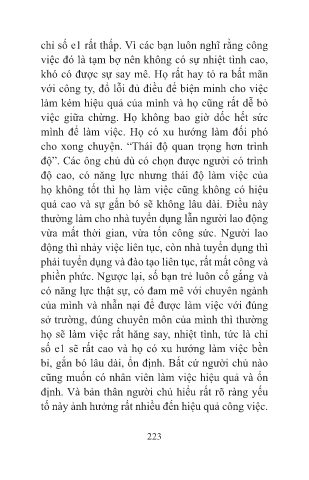 chỉ số e1 rất thấp. Vì các bạn luôn nghĩ rằng công
việc đó là tạm bợ nên không có sự nhiệt tình cao,
khó có được sự say mê. Họ rất hay tỏ ra bất mãn
với công ty, đổ lỗi đủ điều để biện minh cho việc
làm kém hiệu quả của mình và họ cũng rất dễ bỏ
việc giữa chừng. Họ không bao giờ dốc hết sức
mình để làm việc. Họ có xu hướng làm đối phó
cho xong chuyện. “Thái độ quan trọng hơn trình
độ”. Các ông chủ dù có chọn được người có trình
độ cao, có năng lực nhưng thái độ làm việc của
họ không tốt thì họ làm việc cũng không có hiệu
quả cao và sự gắn bó sẽ không lâu dài. Điều này
thường làm cho nhà tuyển dụng lẫn người lao động
vừa mất thời gian, vừa tốn công sức. Người lao
động thì nhảy việc liên tục, còn nhà tuyển dụng thì
phải tuyển dụng và đào tạo liên tục, rất mất công và
phiền phức. Ngược lại, số bạn trẻ luôn cố gắng và
có năng lực thật sự, có đam mê với chuyên ngành
của mình và nhẫn nại để được làm việc với đúng
sở trường, đúng chuyên môn của mình thì thường
họ sẽ làm việc rất hăng say, nhiệt tình, tức là chỉ
số e1 sẽ rất cao và họ có xu hướng làm việc bền
bỉ, gắn bó lâu dài, ổn định. Bất cứ người chủ nào
cũng muốn có nhân viên làm việc hiệu quả và ổn
định. Và bản thân người chủ hiểu rất rõ ràng yếu
tố này ảnh hưởng rất nhiều đến hiệu quả công việc.
223